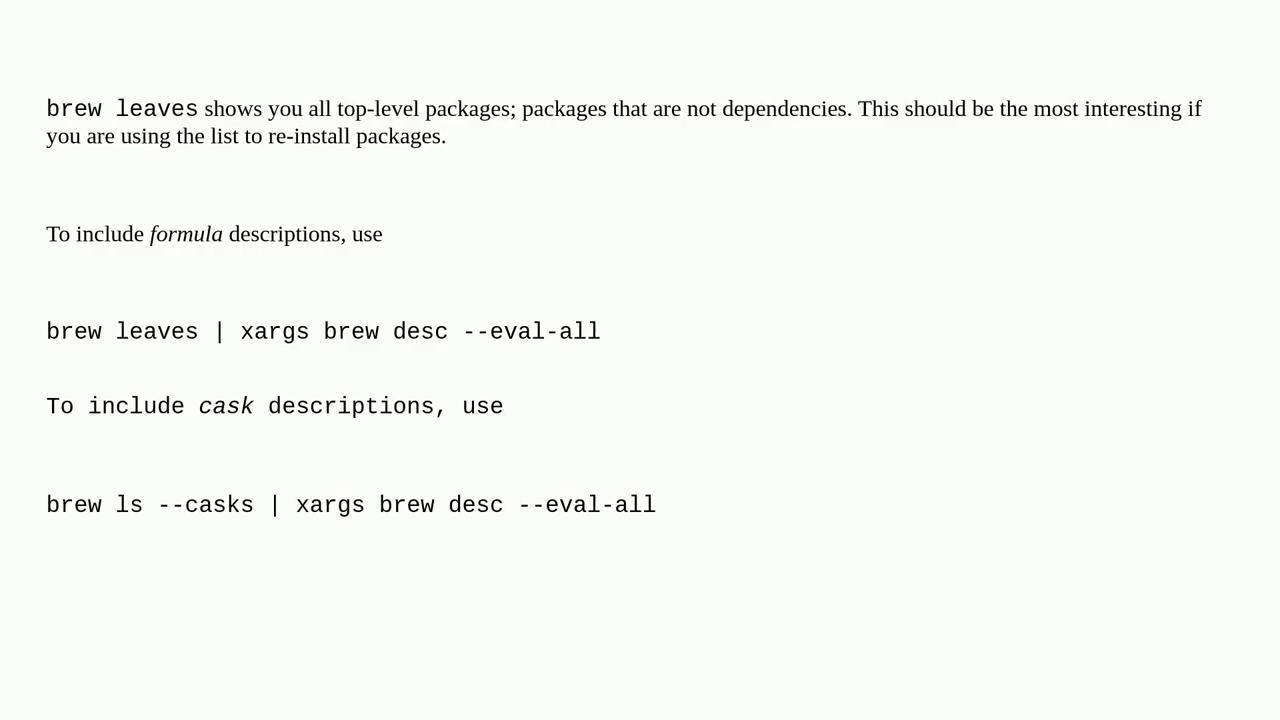 brew leaves shows you all top-level packages; packages that are not dependencies. This should be the most interesting if
you are using the list to re-install packages.
To include formula descriptions, use
brew leaves | xargs brew desc --eval-all
To include cask descriptions, use
brew ls --casks | xargs brew desc --eval-all